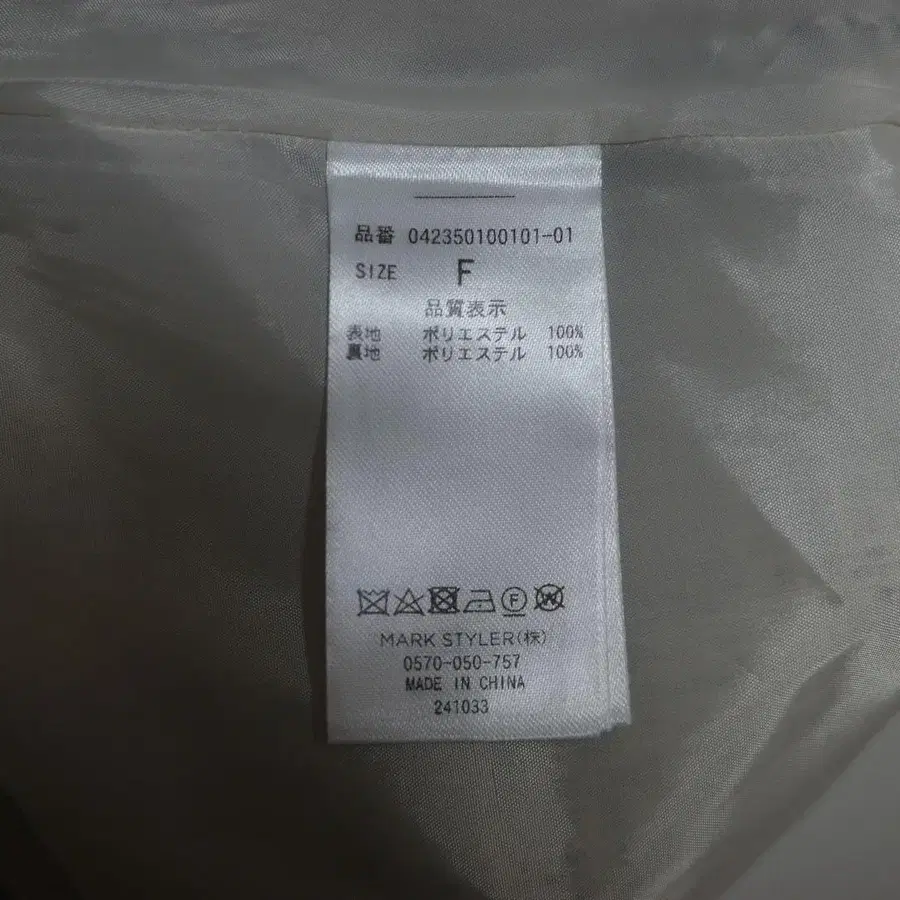 品番 042350100101-01
SIZE F
品質表示
表地 ポリエステル 100%
裏地 ポリエステル 100%
MARK STYLER(株)
0570-050-757
MADE IN CHINA
241033